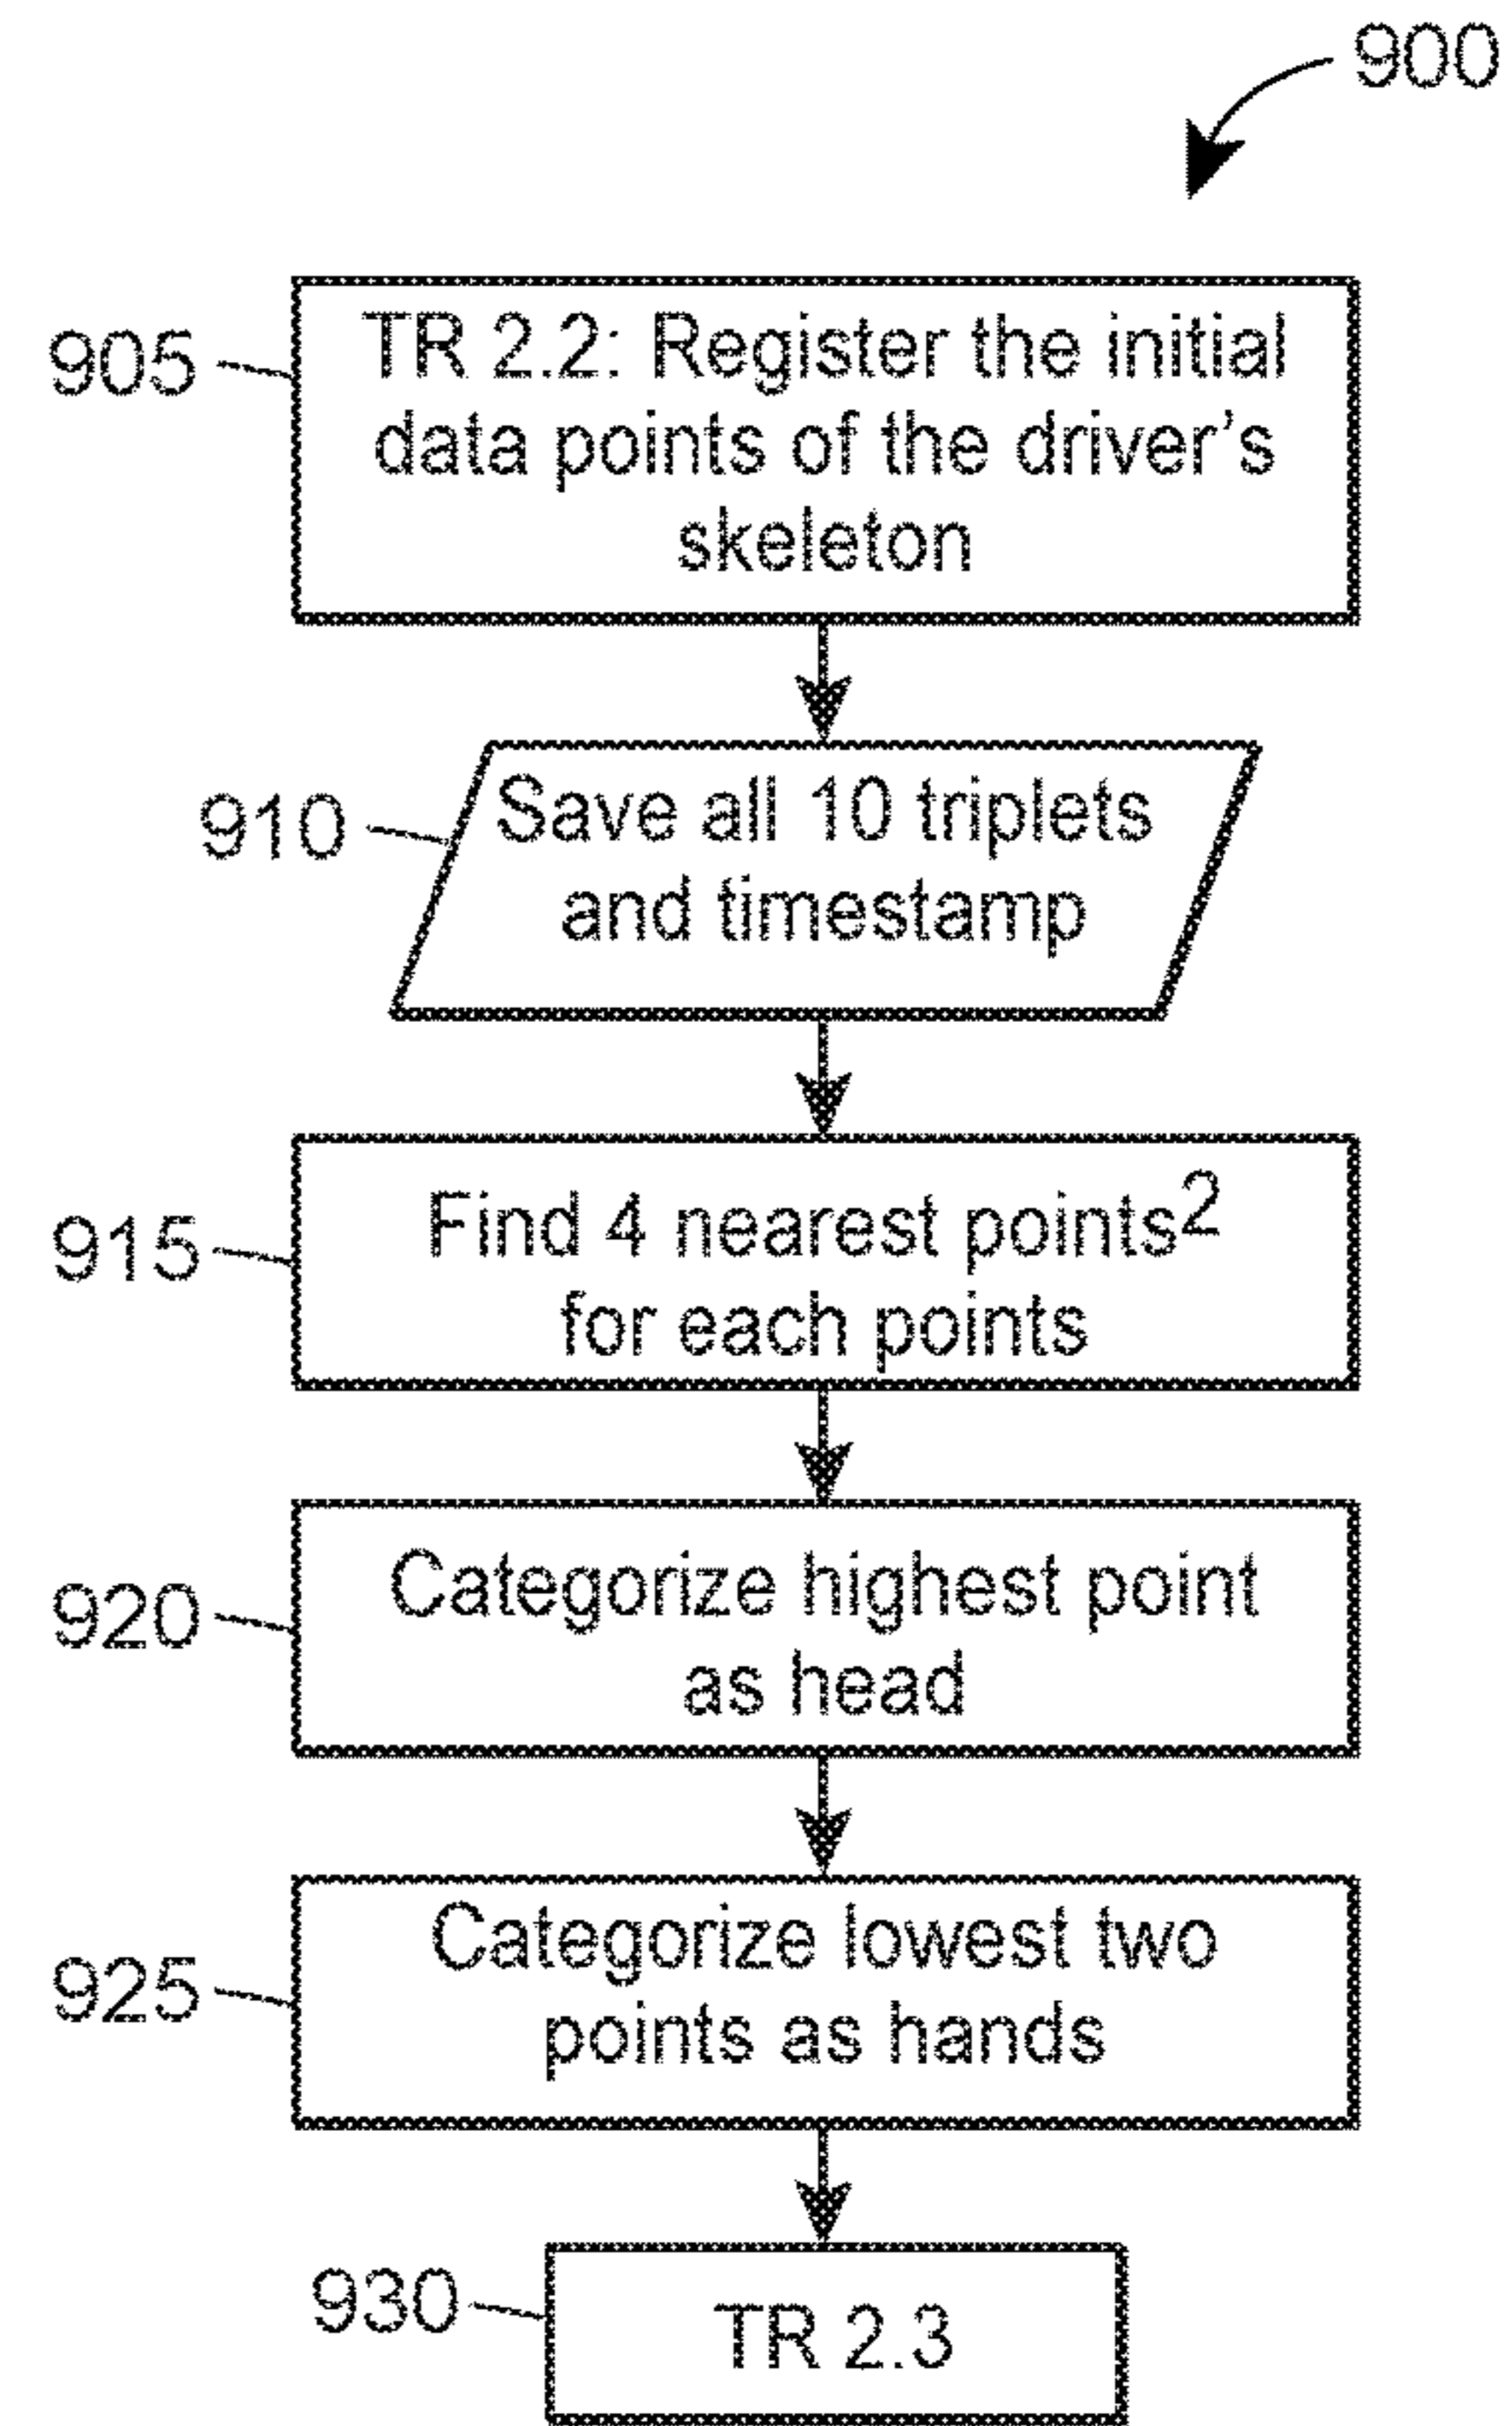 900
905
TR 2.2: Register the initial
data points of the driver's
skeleton
910
Save all 10 triplets
and timestamp
915
Find 4 nearest points²
for each points
920
Categorize highest point
as head
925
Categorize lowest two
points as hands
930
TR 2.3